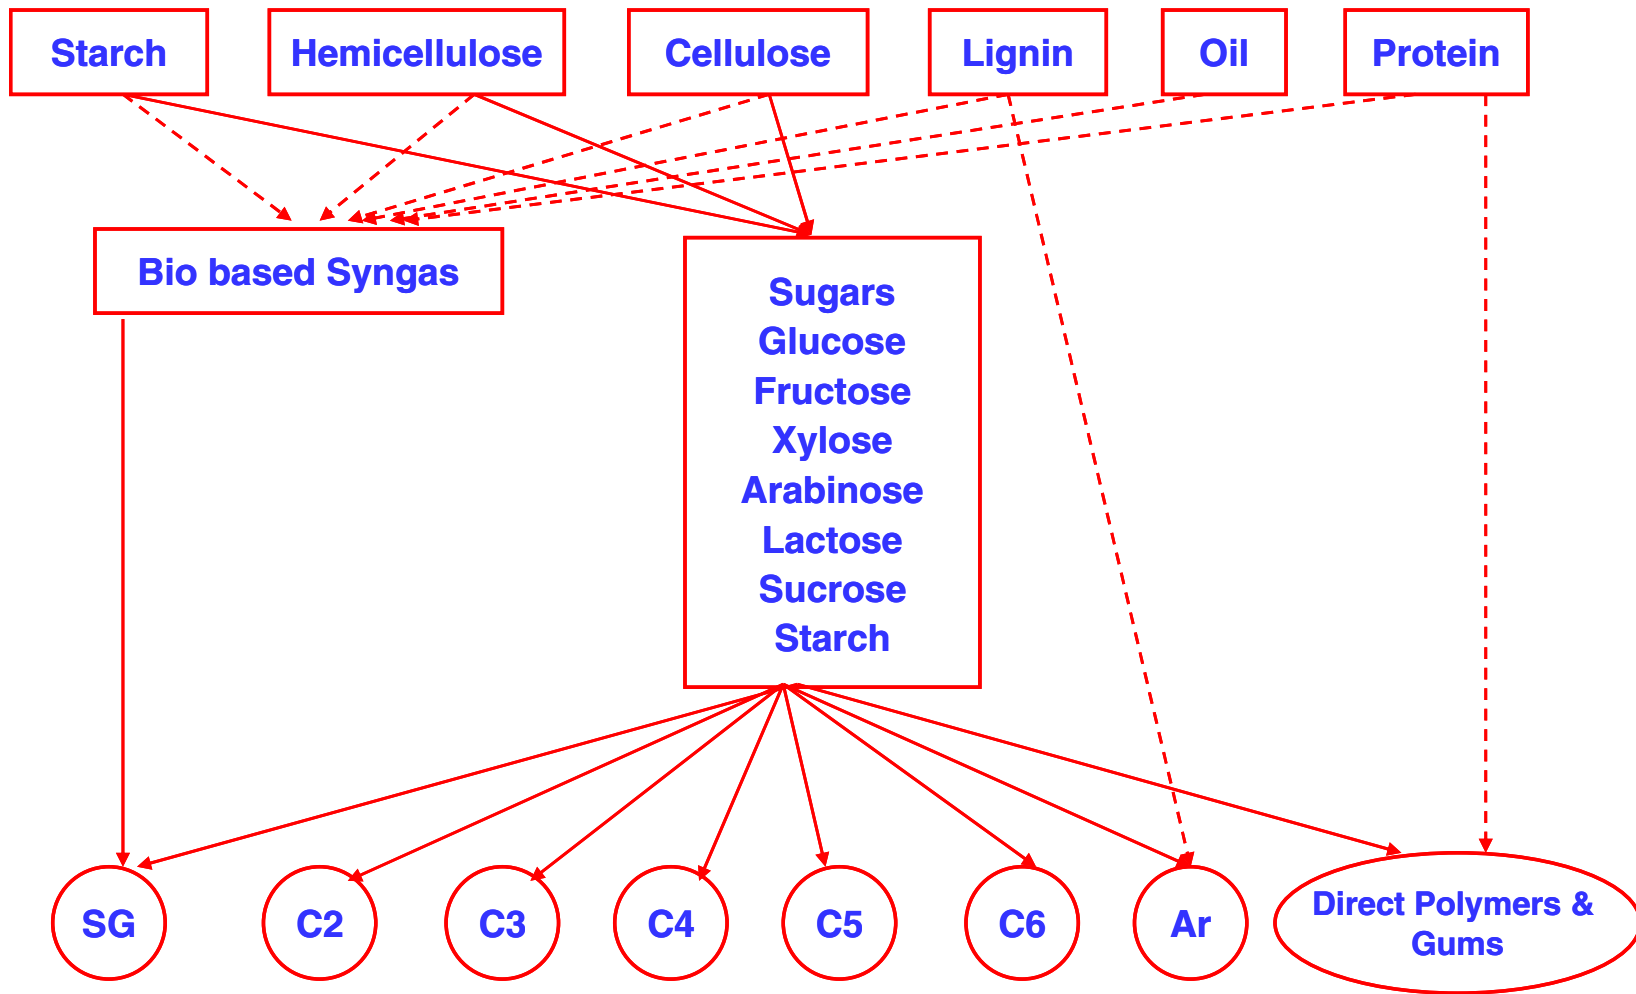 Starch
Hemicellulose
Cellulose
Lignin
Oil
Protein
Bio based Syngas
Sugars
Glucose
Fructose
Xylose
Arabinose
Lactose
Sucrose
Starch
SG
C2
C3
C4
C5
C6
Ar
Direct Polymers &
Gums